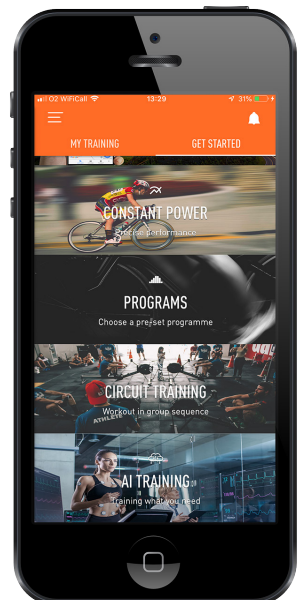 O2 WiFiCall 13:29 31%
MY TRAINING GET STARTED
CONSTANT POWER
Precise performance
PROGRAMS
Choose a pre-set programme
CIRCUIT TRAINING
ATHLETE
Workout in group sequence
AI TRAINING
Training what you need